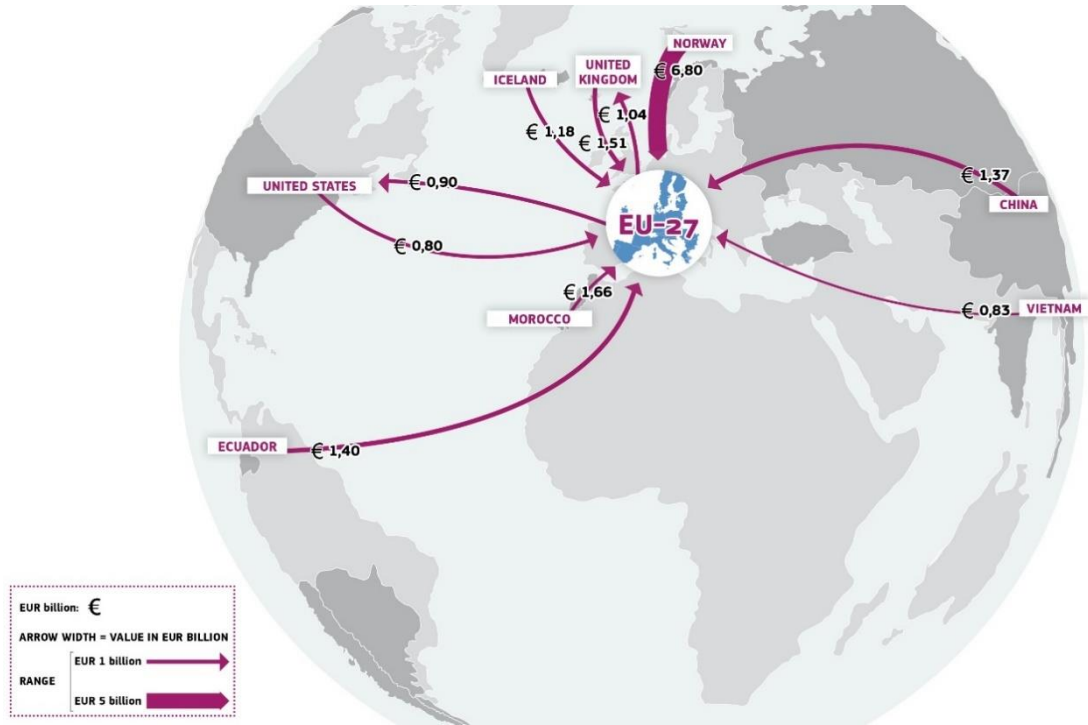 NORWAY
€ 6,80
UNITED
KINGDOM
€ 1,04
€ 1,51
ICELAND
€ 1,18
UNITED STATES
€ 0,90
€ 0,80
€ 1,37
CHINA
EU-27
€ 1,66
MOROCCO
€ 0,83
VIETNAM
ECUADOR
€ 1,40
EUR billion: €
ARROW WIDTH = VALUE IN EUR BILLION
RANGE
EUR 1 billion
EUR 5 billion